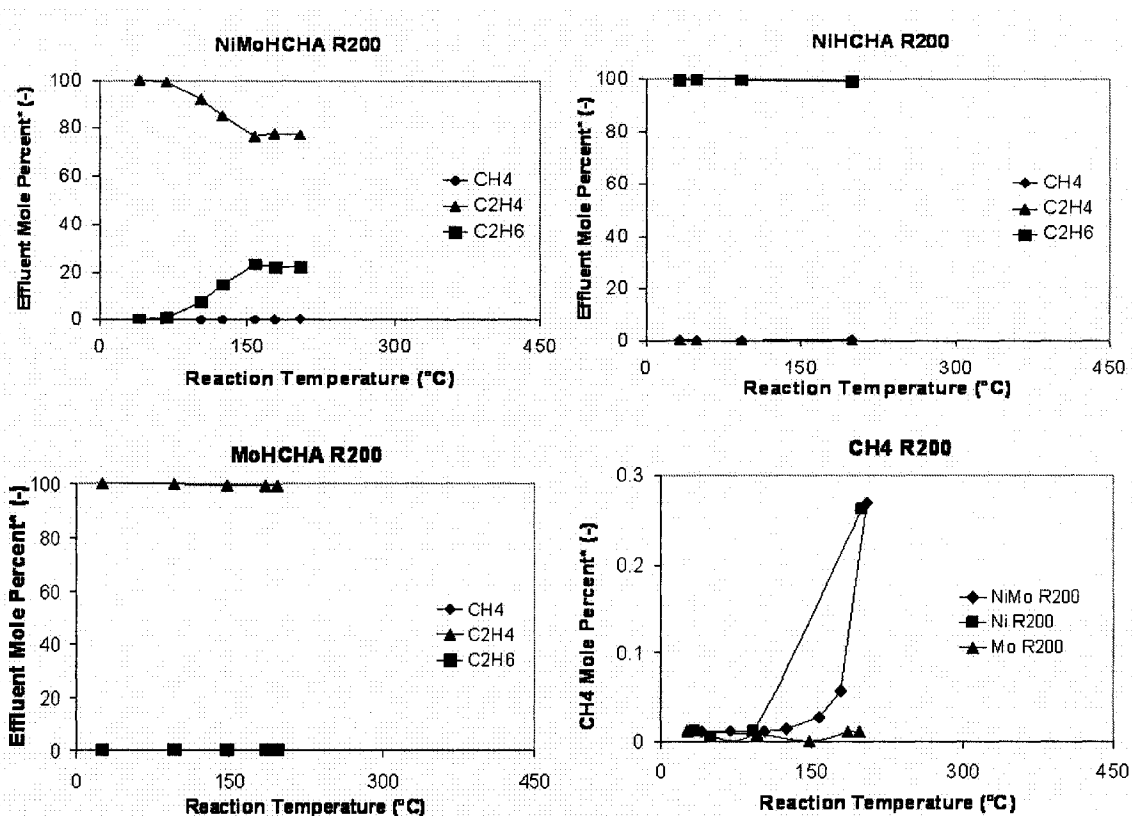 NiMoHCHA R200
Effluent Mole Percent* (-)
100
80
60
40
20
0
0
150
300
450
CH4
C2H4
C2H6
Reaction Temperature (°C)
NiHCHA R200
Effluent Mole Percent* (-)
100
80
60
40
20
0
0
150
300
450
CH4
C2H4
C2H6
Reaction Temperature (°C)
MoHCHA R200
Effluent Mole Percent* (-)
100
80
60
40
20
0
0
150
300
450
CH4
C2H4
C2H6
Reaction Temperature (°C)
CH4 R200
CH4 Mole Percent* (-)
0.3
0.2
0.1
0
0
150
300
450
NiMo R200
Ni R200
Mo R200
Reaction Temperature (°C)